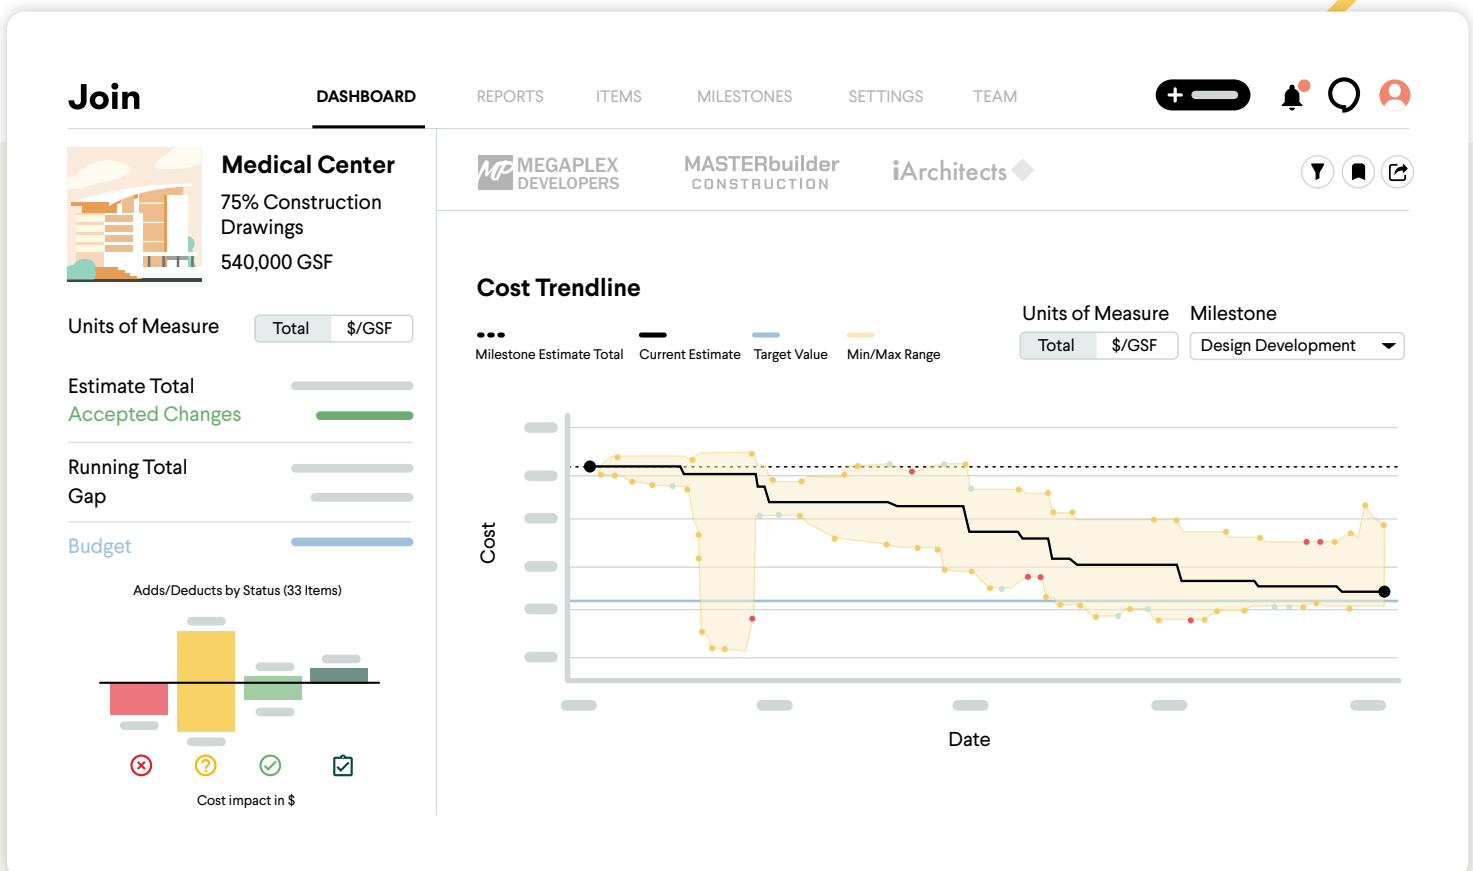 Join
DASHBOARD
REPORTS
ITEMS
MILESTONES
SETTINGS
TEAM
Medical Center
75% Construction
Drawings
540,000 GSF
Units of Measure
Total
$/GSF
Estimate Total
Accepted Changes
Running Total
Gap
Budget
Adds/Deducts by Status (33 Items)
Cost impact in $
MP MEGAPLEX
DEVELOPERS
MASTERbuilder
CONSTRUCTION
iArchitects
Cost Trendline
Milestone Estimate Total
Current Estimate
Target Value
Min/Max Range
Units of Measure
Total
$/GSF
Milestone
Design Development
Cost
Date